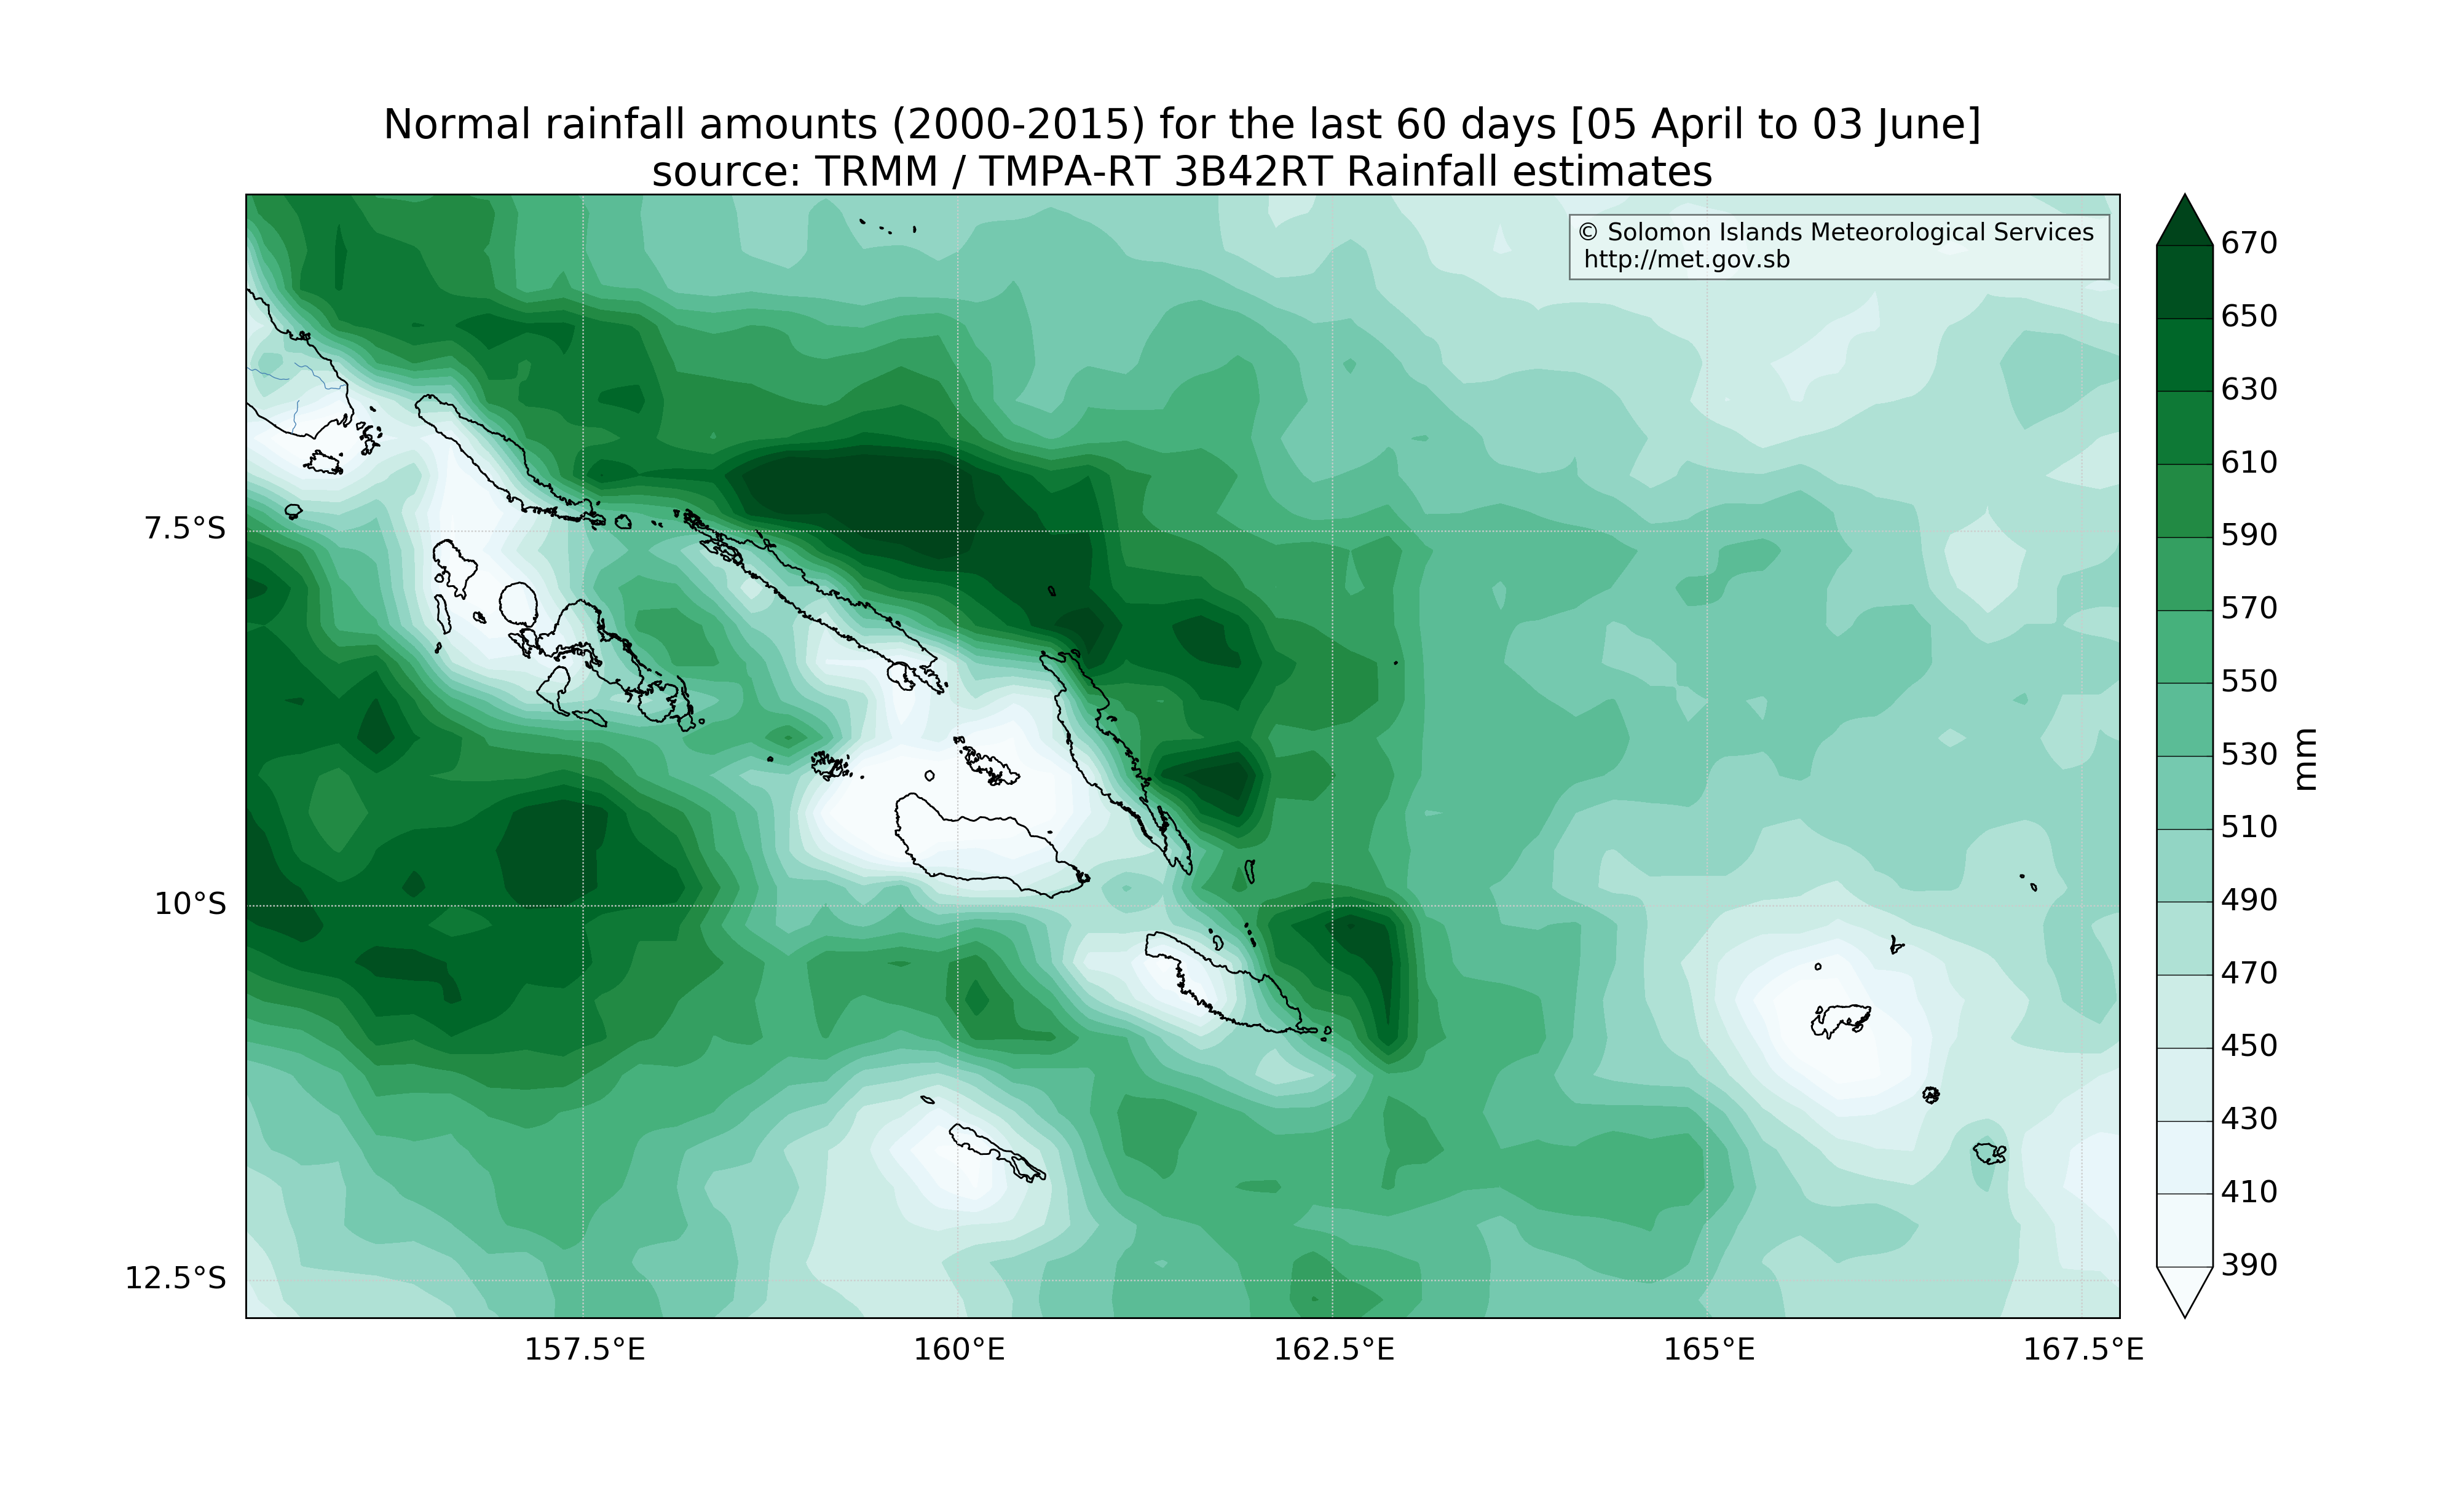 Normal rainfall amounts (2000-2015) for the last 60 days [05 April to 03 June]
source: TRMM / TMPA-RT 3B42RT Rainfall estimates
© Solomon Islands Meteorological Services
http://met.gov.sb
7.5°S
10°S
12.5°S
157.5°E
160°E
162.5°E
165°E
167.5°E
670
650
630
610
590
570
550
530
510
490
470
450
430
410
390
mm